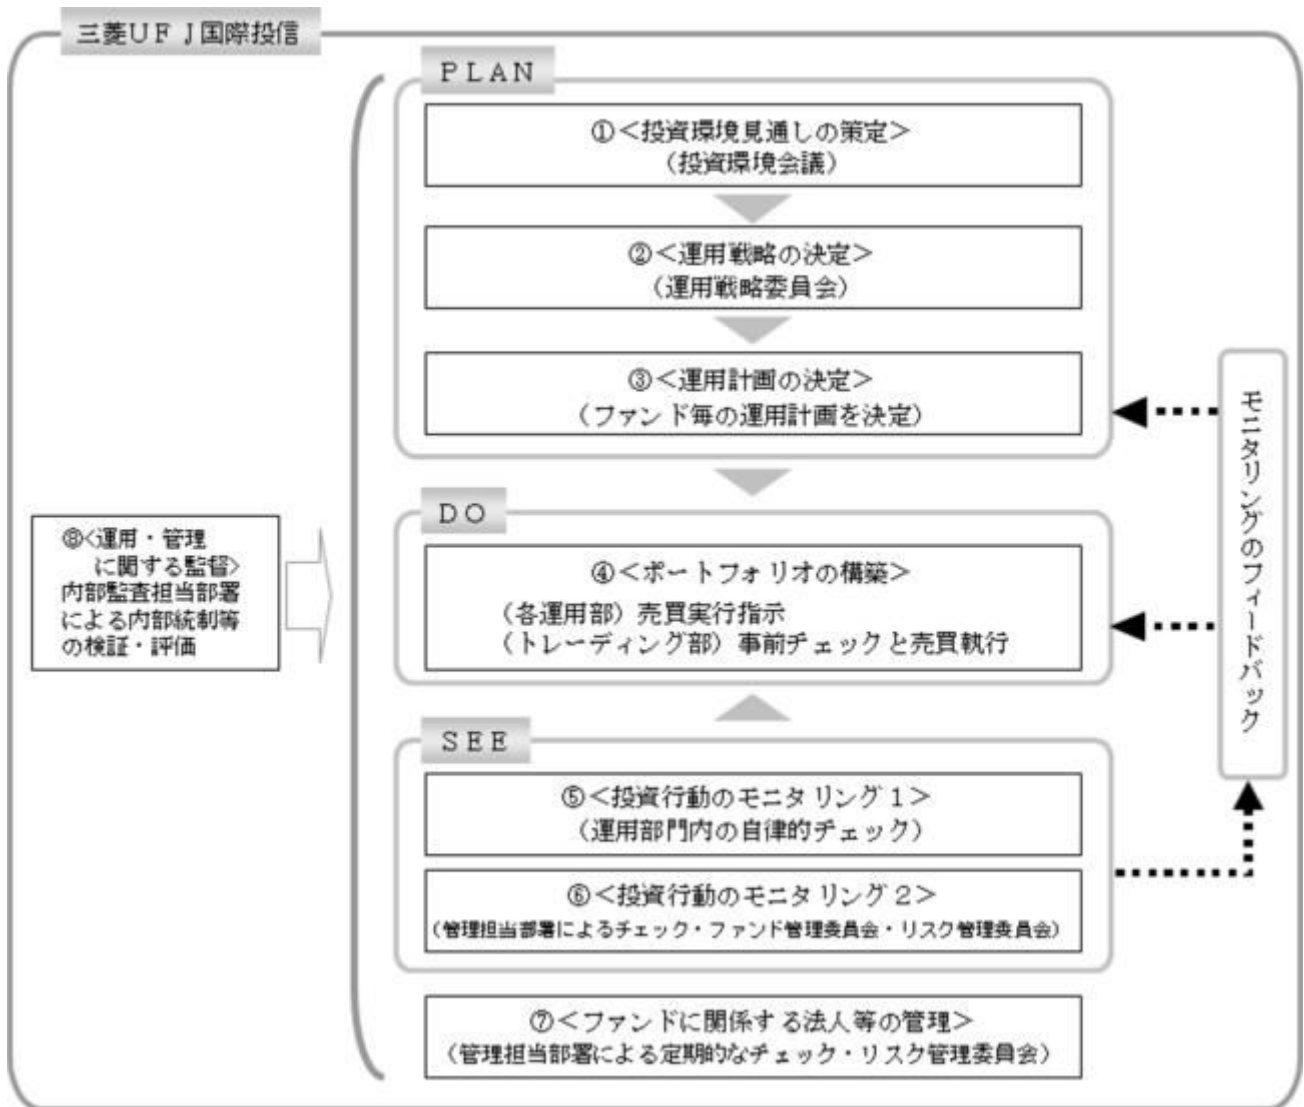 三菱ＵＦＪ国際投信
ＰＬＡＮ
①＜投資環境見通しの策定＞
（投資環境会議）
②＜運用戦略の決定＞
（運用戦略委員会）
③＜運用計画の決定＞
（ファンド毎の運用計画を決定）
ＤＯ
④＜ポートフォリオの構築＞
（各運用部）売買実行指示
（トレーディング部）事前チェックと売買執行
ＳＥＥ
⑤＜投資行動のモニタリング１＞
（運用部門内の自律的チェック）
⑥＜投資行動のモニタリング２＞
（管理担当部署によるチェック・ファンド管理委員会・リスク管理委員会）
⑦＜ファンドに関係する法人等の管理＞
（管理担当部署による定期的なチェック・リスク管理委員会）
⑧＜運用・管理
に関する監督＞
内部監査担当部署
による内部統制等
の検証・評価
モニタリングのフィードバック